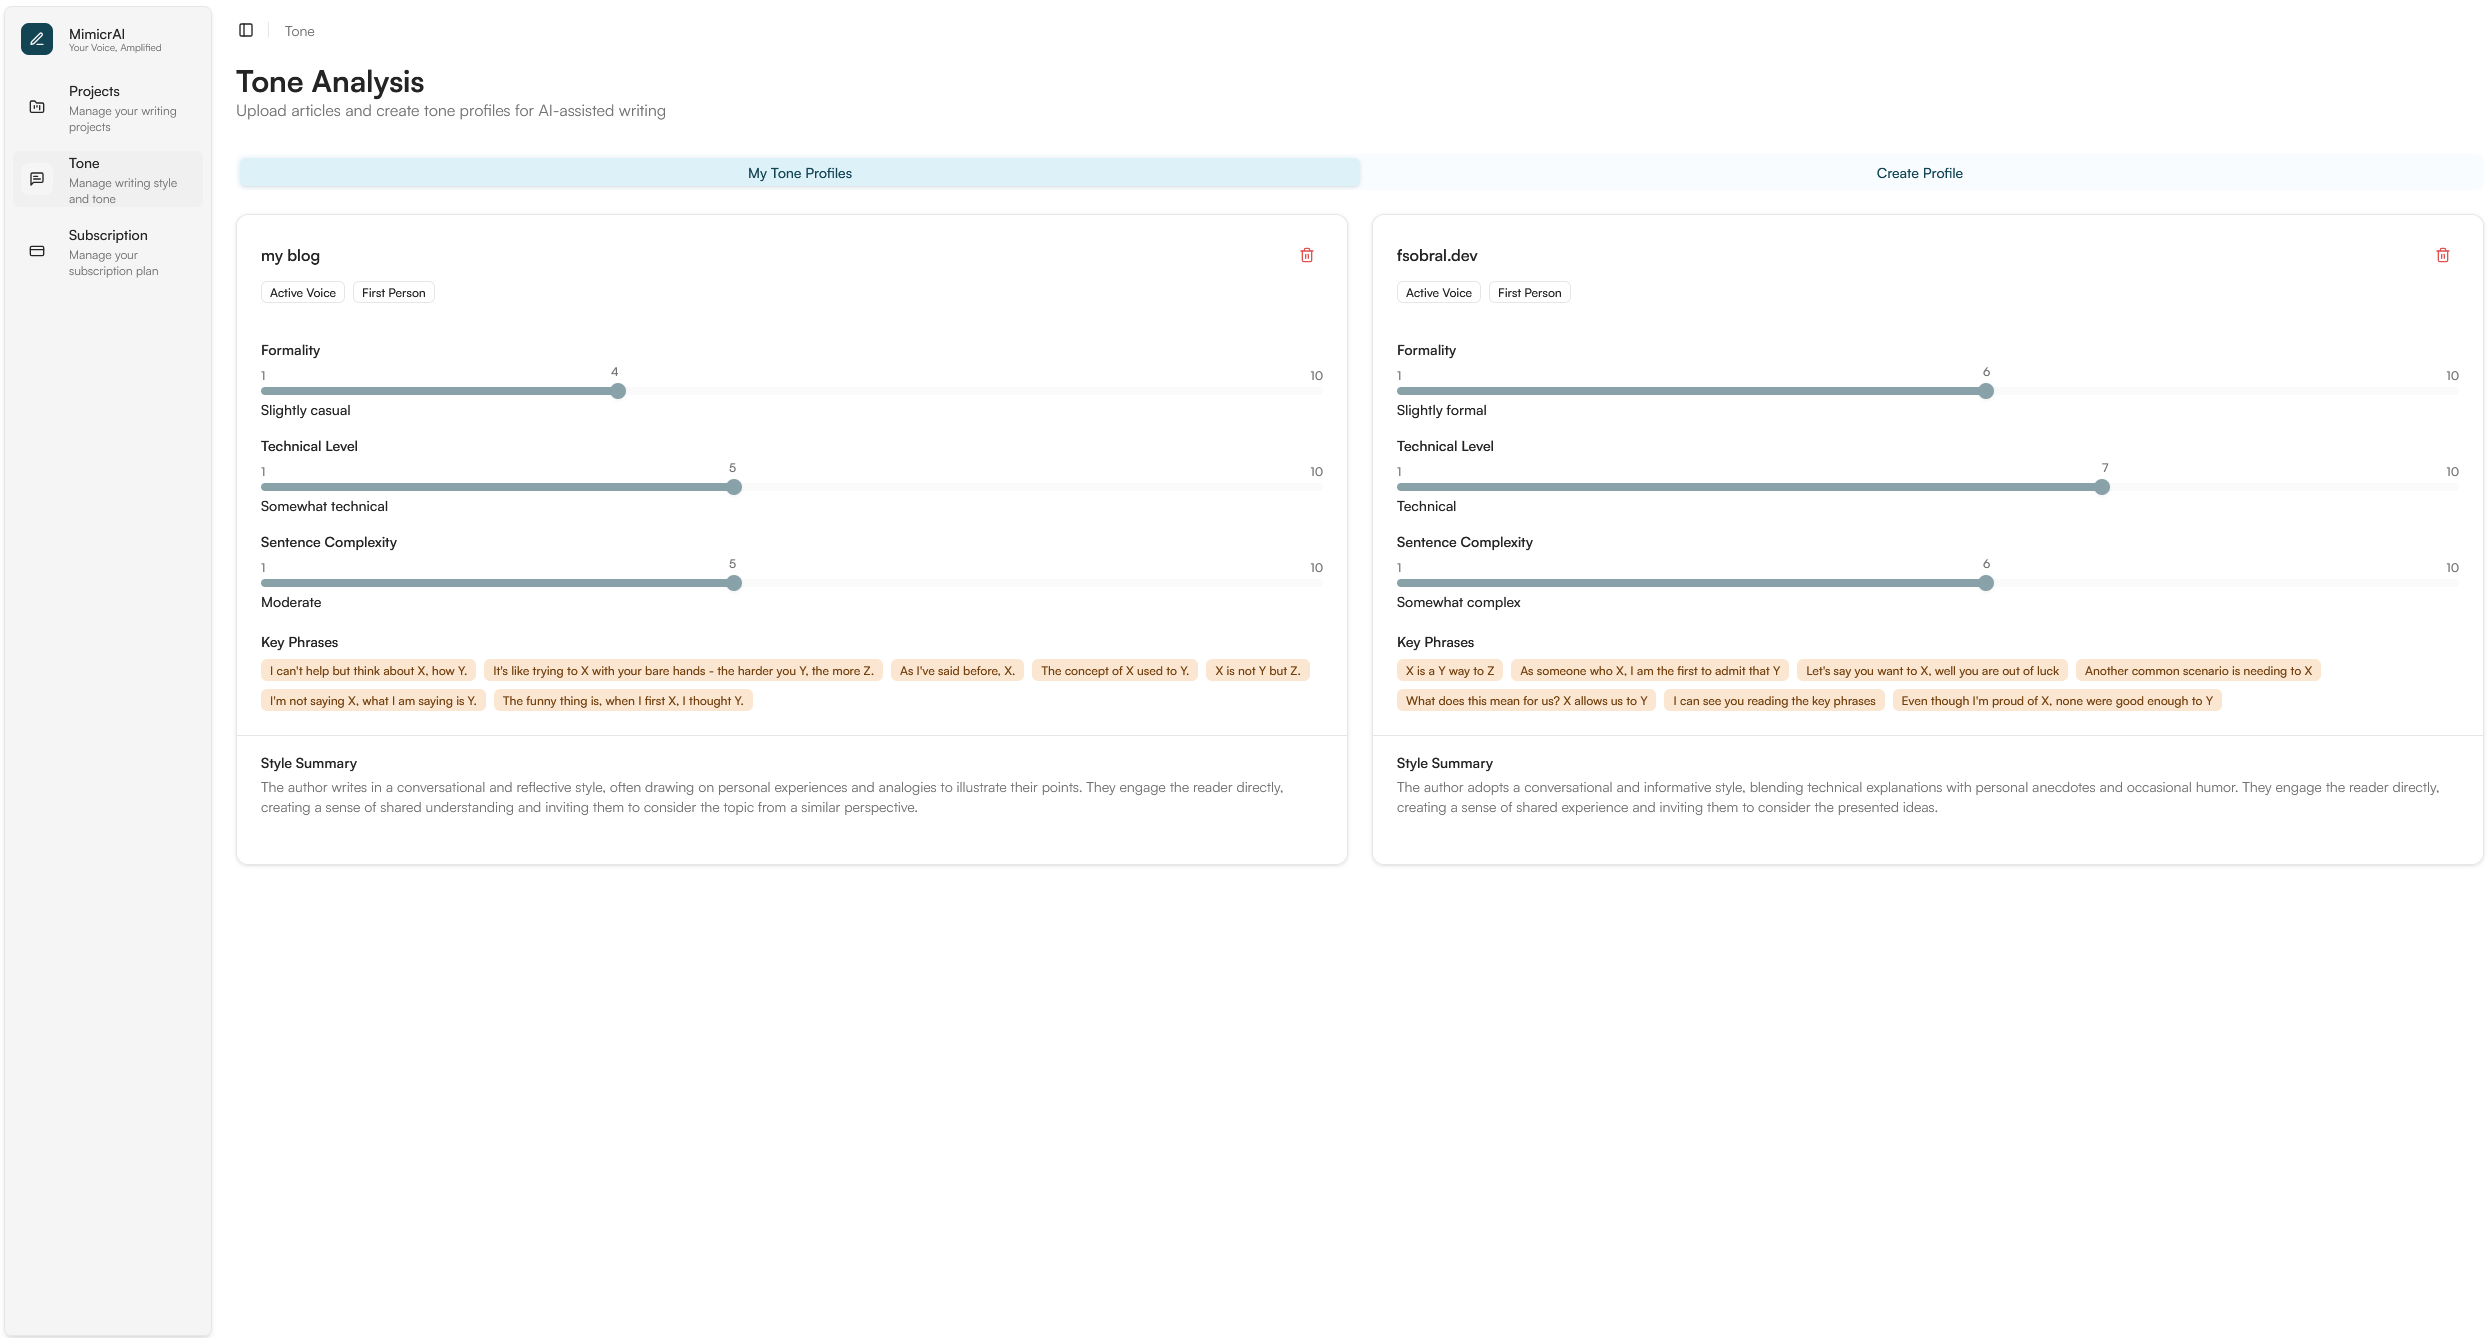 MimicrAI
Your Voice, Amplified
Projects
Manage your writing
projects
Tone
Manage writing style
and tone
Subscription
Manage your
subscription plan
Tone
Tone Analysis
Upload articles and create tone profiles for AI-assisted writing
My Tone Profiles
Create Profile
my blog
Active Voice First Person
Formality
1 4 10
Slightly casual
Technical Level
1 5 10
Somewhat technical
Sentence Complexity
1 5 10
Moderate
Key Phrases
I can't help but think about X, how Y. It's like trying to X with your bare hands - the harder you Y, the more Z. As I've said before, X. The concept of X used to Y. X is not Y but Z.
I'm not saying X, what I am saying is Y. The funny thing is, when I first X, I thought Y.
Style Summary
The author writes in a conversational and reflective style, often drawing on personal experiences and analogies to illustrate their points. They engage the reader directly,
creating a sense of shared understanding and inviting them to consider the topic from a similar perspective.
fsobral.dev
Active Voice First Person
Formality
1 6 10
Slightly formal
Technical Level
1 7 10
Technical
Sentence Complexity
1 6 10
Somewhat complex
Key Phrases
X is a Y way to Z As someone who X, I am the first to admit that Y Let's say you want to X, well you are out of luck Another common scenario is needing to X
What does this mean for us? X allows us to Y I can see you reading the key phrases Even though I'm proud of X, none were good enough to Y
Style Summary
The author adopts a conversational and informative style, blending technical explanations with personal anecdotes and occasional humor. They engage the reader directly,
creating a sense of shared experience and inviting them to consider the presented ideas.